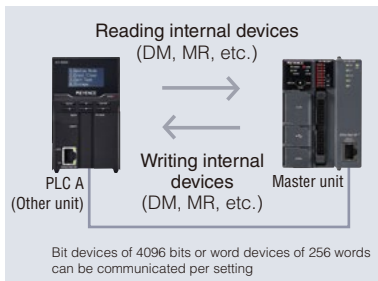 Reading internal devices
(DM, MR, etc.)
KEYENCE
KEYENCE
Writing internal
devices
(DM, MR, etc.)
PLC A
(Other unit)
Master unit
Bit devices of 4096 bits or word devices of 256 words
can be communicated per setting